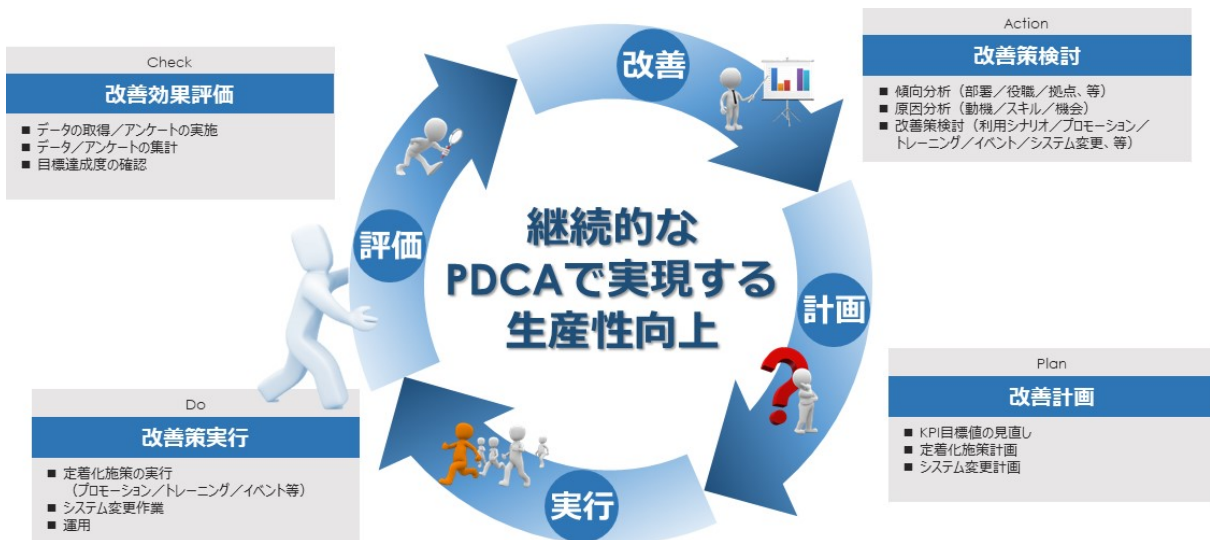 Check
改善効果評価
■ データの取得／アンケートの実施
■ データ／アンケートの集計
■ 目標達成度の確認
改善
Action
改善策検討
■ 傾向分析（部署／役職／拠点、等）
■ 原因分析（動機／スキル／機会）
■ 改善策検討（利用シナリオ／プロモーション／
トレーニング／イベント／システム変更、等）
評価
継続的な
PDCAで実現する
生産性向上
計画
Do
改善策実行
■ 定着化施策の実行
（プロモーション／トレーニング／イベント等）
■ システム変更作業
■ 運用
実行
Plan
改善計画
■ KPI目標値の見直し
■ 定着化施策計画
■ システム変更計画